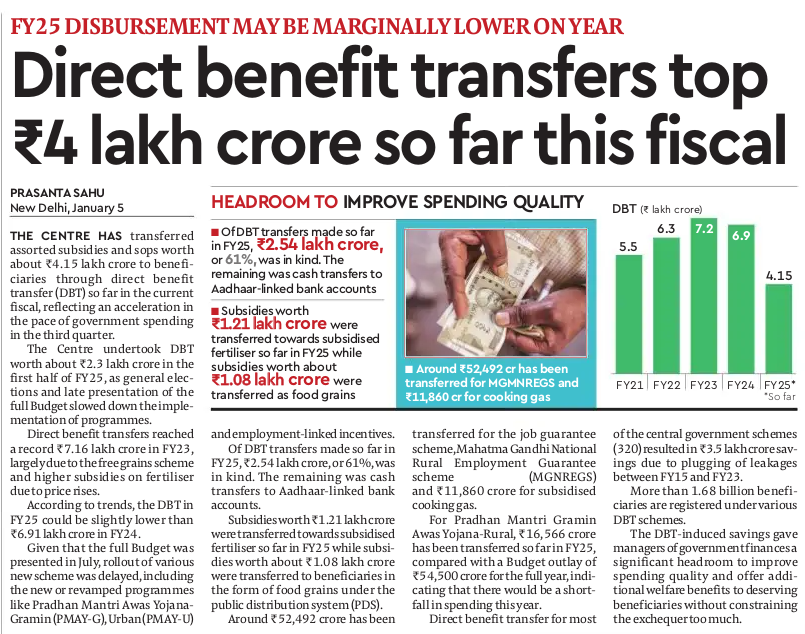 FY25 DISBURSEMENT MAY BE MARGINALLY LOWER ON YEAR
Direct benefit transfers top
₹4 lakh crore so far this fiscal
PRASANTA SAHU
New Delhi, January 5
THE CENTRE HAS transferred
assorted subsidies and sops worth
about ₹4.15 lakh crore to benefi-
ciaries through direct benefit
transfer (DBT) so far in the current
fiscal, reflecting an acceleration in
the pace of government spending
in the third quarter.
The Centre undertook DBT
worth about ₹2.3 lakh crore in the
first half of FY25, as general elec-
tions and late presentation of the
full Budget slowed down the imple-
mentation of programmes.
Direct benefit transfers reached
a record ₹7.16 lakh crore in FY23,
largely due to the free grains scheme
and higher subsidies on fertiliser
due to price rises.
According to trends, the DBT in
FY25 could be slightly lower than
₹6.91 lakh crore in FY24.
Given that the full Budget was
presented in July, rollout of various
new scheme was delayed, including
the new or revamped programmes
like Pradhan Mantri Awas Yojana-
Gramin (PMAY-G), Urban (PMAY-U)
HEADROOM TO IMPROVE SPENDING QUALITY
■ Of DBT transfers made so far
in FY25, ₹2.54 lakh crore,
or 61%, was in kind. The
remaining was cash transfers to
Aadhaar-linked bank accounts
■ Subsidies worth
₹1.21 lakh crore were
transferred towards subsidised
fertiliser so far in FY25 while
subsidies worth about
₹1.08 lakh crore were
transferred as food grains
■ Around ₹52,492 cr has been
transferred for MGMNREGS and
₹11,860 cr for cooking gas
DBT (₹ lakh crore)
5.5
6.3
7.2
6.9
4.15
FY21 FY22 FY23 FY24 FY25*
*So far
and employment-linked incentives.
Of DBT transfers made so far in
FY25, ₹2.54 lakh crore, or 61%, was
in kind. The remaining was cash
transfers to Aadhaar-linked bank
accounts.
Subsidies worth ₹1.21 lakh crore
were transferred towards subsidised
fertiliser so far in FY25 while subsi-
dies worth about ₹1.08 lakh crore
were transferred to beneficiaries in
the form of food grains under the
public distribution system (PDS).
Around ₹52,492 crore has been
transferred for the job guarantee
scheme, Mahatma Gandhi National
Rural Employment Guarantee
scheme (MGNREGS)
and ₹11,860 crore for subsidised
cooking gas.
For Pradhan Mantri Gramin
Awas Yojana-Rural, ₹16,566 crore
has been transferred so far in FY25,
compared with a Budget outlay of
₹54,500 crore for the full year, indi-
cating that there would be a short-
fall in spending this year.
Direct benefit transfer for most
of the central government schemes
(320) resulted in ₹3.5 lakh crore sav-
ings due to plugging of leakages
between FY15 and FY23.
More than 1.68 billion benefi-
ciaries are registered under various
DBT schemes.
The DBT-induced savings gave
managers of government finances a
significant headroom to improve
spending quality and offer addi-
tional welfare benefits to deserving
beneficiaries without constraining
the exchequer too much.